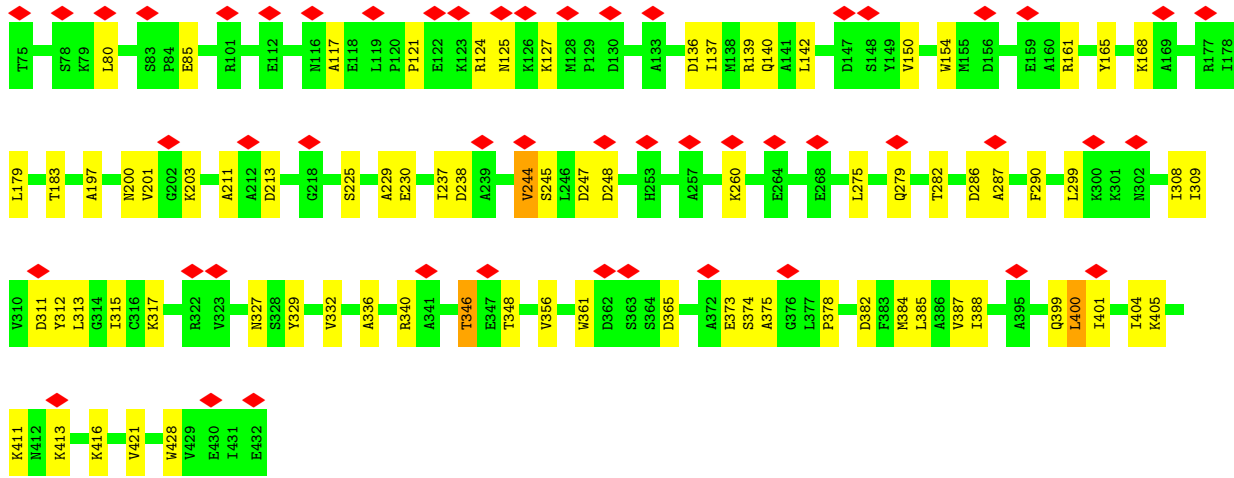 T75 S78 K79 L80 S83 P84 E85 R101 E112 N116 A117 E118 L119 P120 P121 E122 K123 R124 N125 K126 K127 M128 P129 D130 A133 D136 I137 M138 R139 Q140 A141 L142 D147 S148 Y149 V150 W154 M155 D156 E159 A160 R161 Y165 K168 A169 R177 I178
L179 T183 A197 N200 V201 G202 K203 A211 A212 D213 G218 S225 A229 E230 I237 D238 A239 V244 S245 L246 D247 D248 H253 A257 K260 E264 E268 L275 Q279 T282 D286 A287 F290 L299 K300 K301 N302 I308 I309
V310 D311 Y312 L313 G314 I315 C316 K317 R322 V323 N327 S328 Y329 V332 A336 R340 A341 T346 E347 T348 V356 W361 D362 S363 S364 D365 A372 E373 S374 A375 G376 L377 P378 D382 F383 M384 L385 A386 V387 I388 A395 Q399 L400 I401 I404 K405
K411 N412 K413 K416 V421 W428 V429 E430 I431 E432